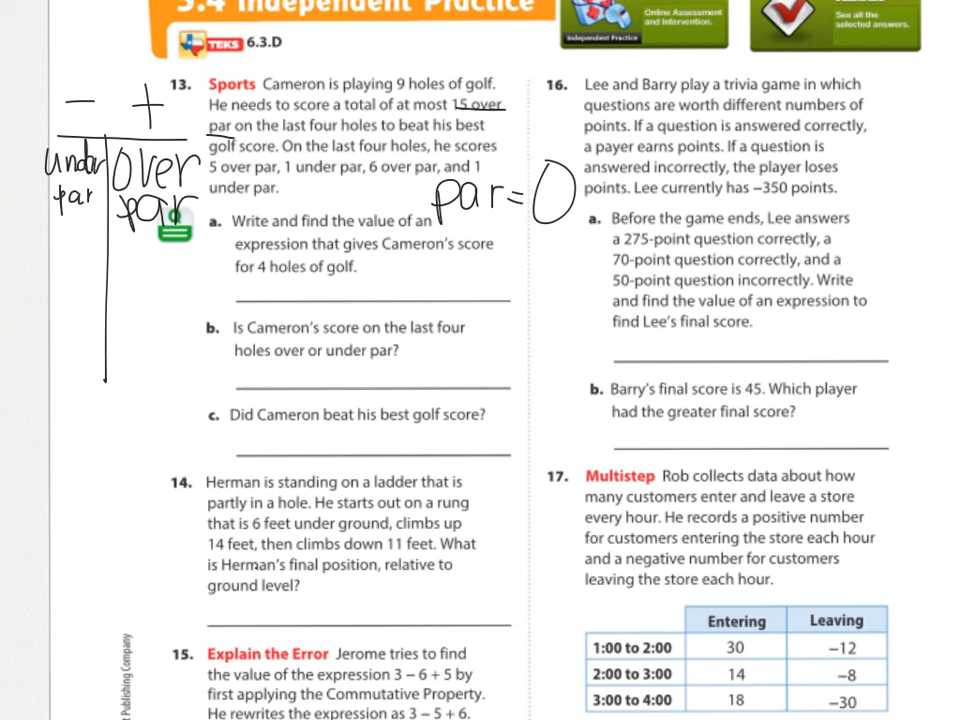 5.4 Independent Practice
TEKS 6.3.D
Online Assessment
and Intervention.
Independent Practice
See all the
selected answers.
13. Sports Cameron is playing 9 holes of golf.
He needs to score a total of at most 15 over
par on the last four holes to beat his best
golf score. On the last four holes, he scores
5 over par, 1 under par, 6 over par, and 1
under par.
− +
under over
par par
par = 0
a. Write and find the value of an
expression that gives Cameron's score
for 4 holes of golf.
b. Is Cameron's score on the last four
holes over or under par?
c. Did Cameron beat his best golf score?
14. Herman is standing on a ladder that is
partly in a hole. He starts out on a rung
that is 6 feet under ground, climbs up
14 feet, then climbs down 11 feet. What
is Herman's final position, relative to
ground level?
15. Explain the Error Jerome tries to find
the value of the expression 3 − 6 + 5 by
first applying the Commutative Property.
He rewrites the expression as 3 − 5 + 6.
16. Lee and Barry play a trivia game in which
questions are worth different numbers of
points. If a question is answered correctly,
a payer earns points. If a question is
answered incorrectly, the player loses
points. Lee currently has −350 points.
a. Before the game ends, Lee answers
a 275-point question correctly, a
70-point question correctly, and a
50-point question incorrectly. Write
and find the value of an expression to
find Lee's final score.
b. Barry's final score is 45. Which player
had the greater final score?
17. Multistep Rob collects data about how
many customers enter and leave a store
every hour. He records a positive number
for customers entering the store each hour
and a negative number for customers
leaving the store each hour.
Entering Leaving
1:00 to 2:00 30 −12
2:00 to 3:00 14 −8
3:00 to 4:00 18 −30
Publishing Company